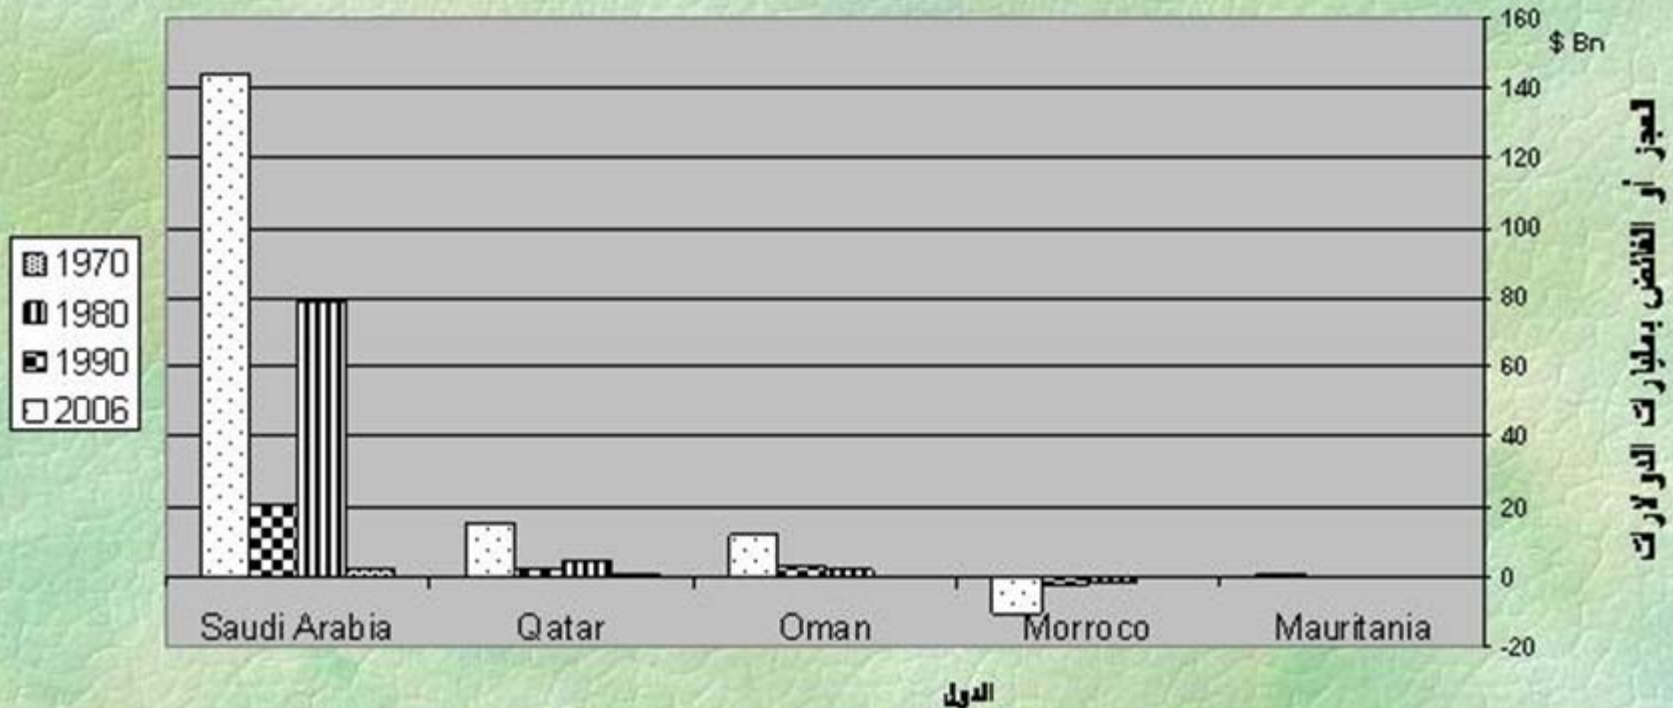 160
$ Bn
140
120
100
80
60
40
20
0
-20
1970
1980
1990
2006
Saudi Arabia
Qatar
Oman
Morroco
Mauritania
الدول
العجز أو الفائض بمليارات الدولارات